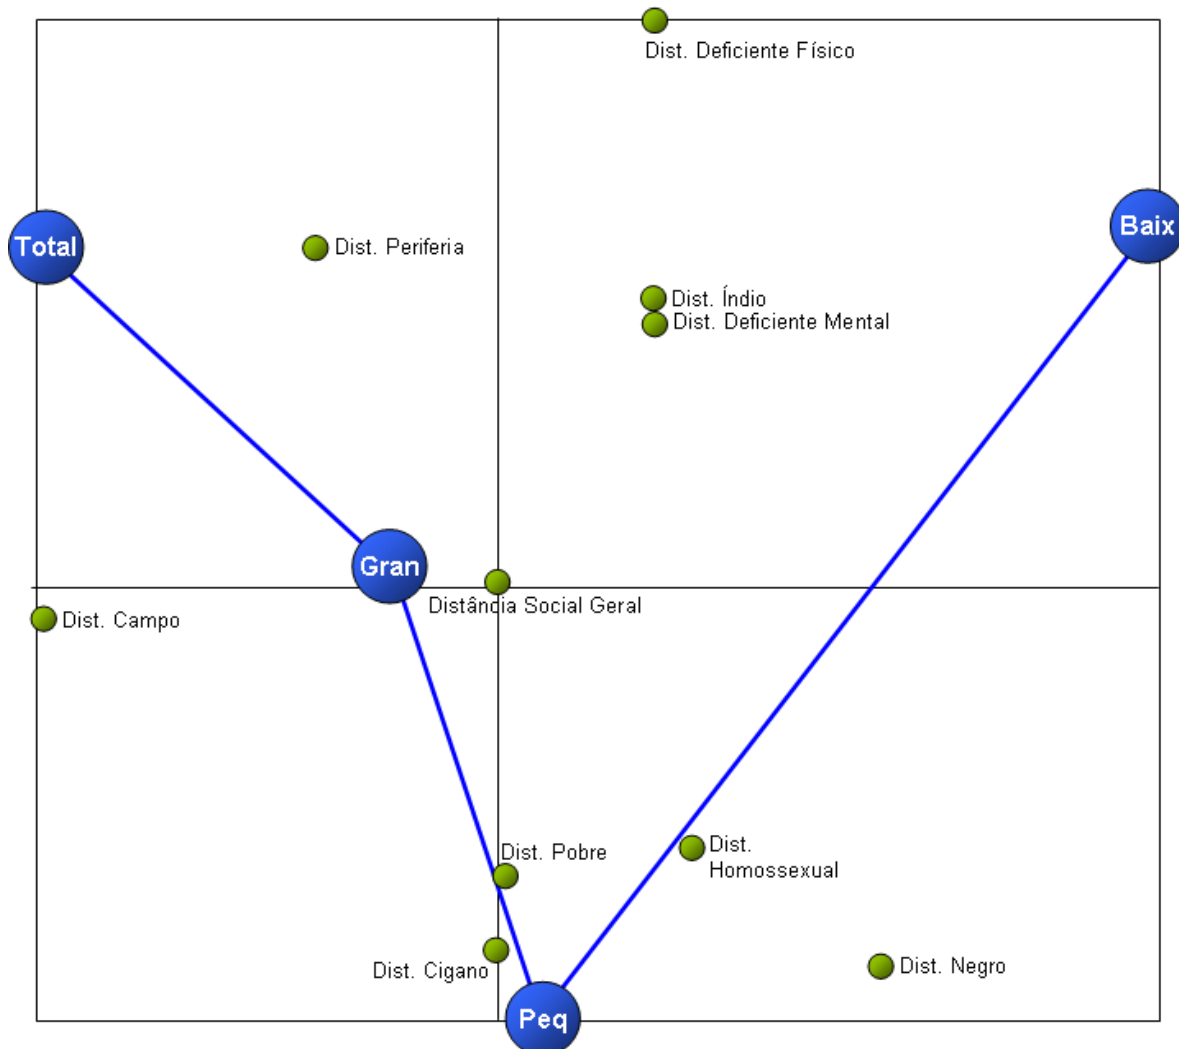 Dist. Deficiente Físico
Baix
Total
Dist. Periferia
Dist. Índio
Dist. Deficiente Mental
Gran
Distância Social Geral
Dist. Campo
Dist. Pobre
Dist.
Homossexual
Dist. Cigano
Dist. Negro
Peq